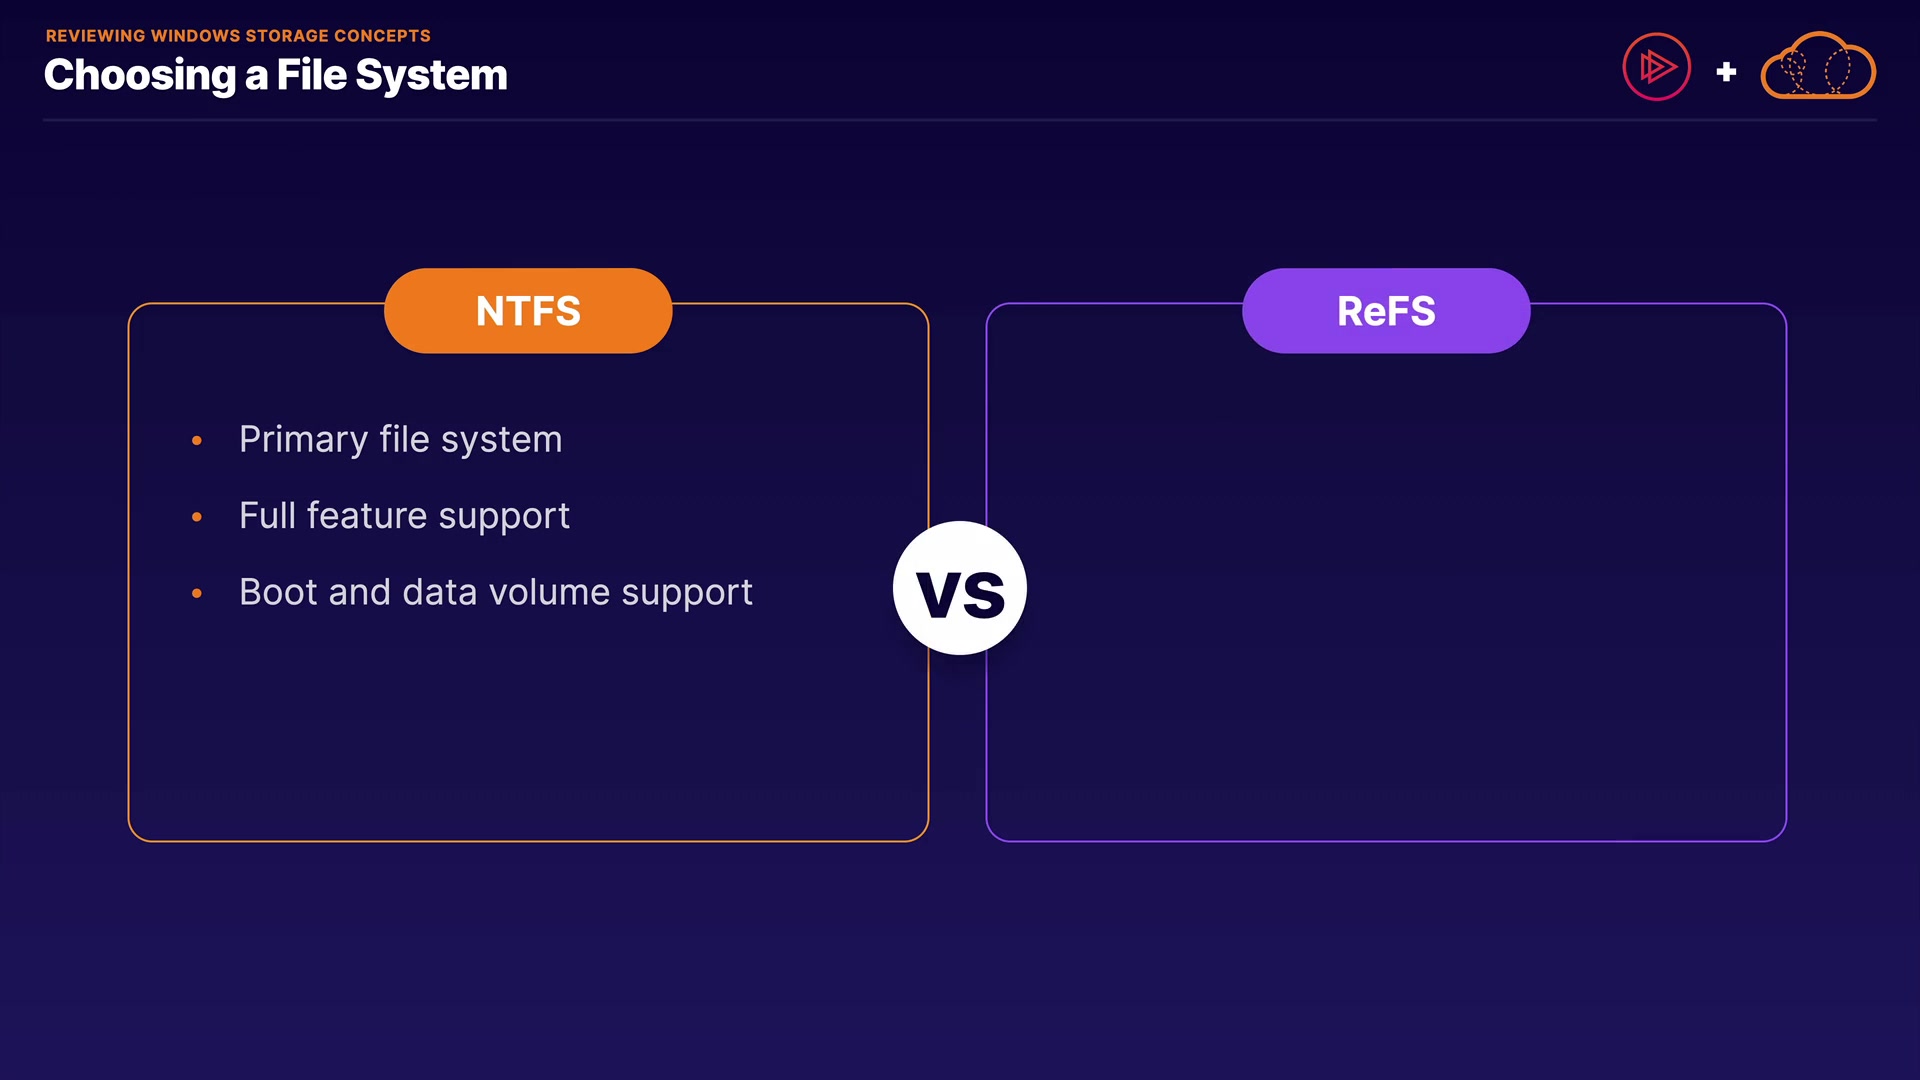 REVIEWING WINDOWS STORAGE CONCEPTS
Choosing a File System
+
NTFS
• Primary file system
• Full feature support
• Boot and data volume support
VS
ReFS